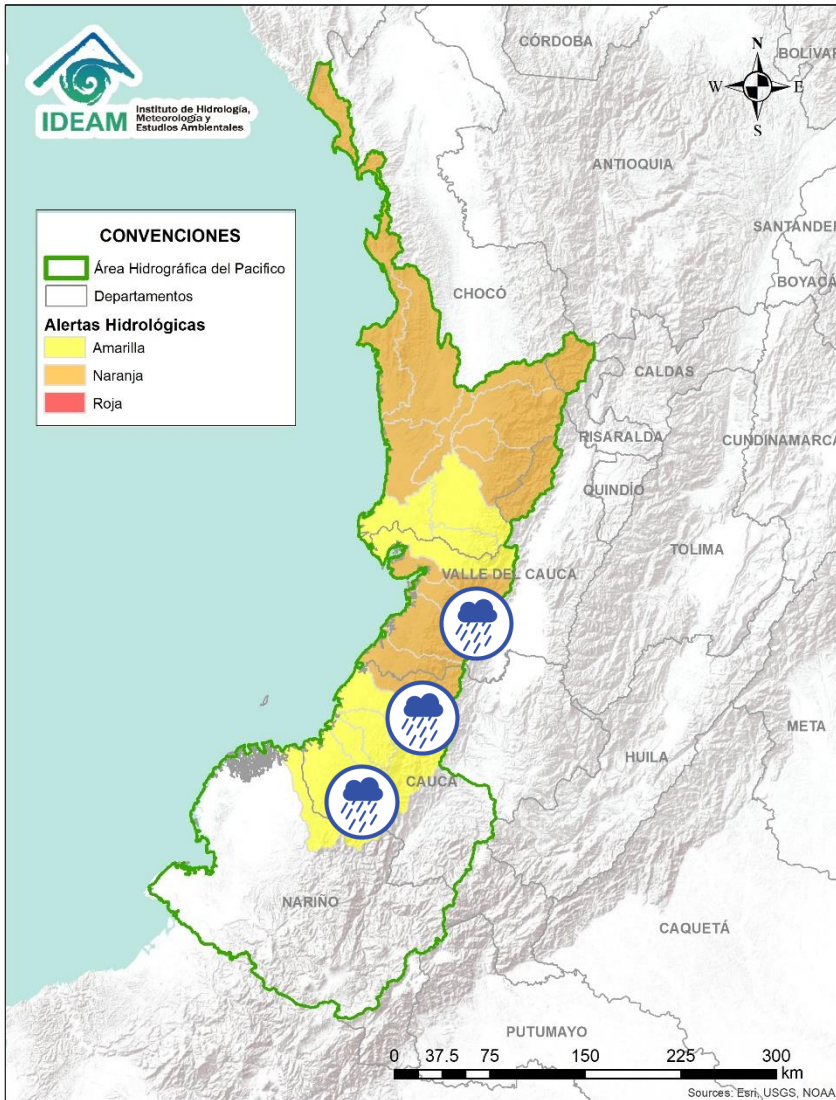 IDEAM
Instituto de Hidrología,
Meteorología y
Estudios Ambientales
CÓRDOBA
BOLÍVAR
N
W
E
S
ANTIOQUIA
SANTANDER
BOYACÁ
CONVENCIONES
Área Hidrográfica del Pacifico
Departamentos
Alertas Hidrológicas
Amarilla
Naranja
Roja
CHOCÓ
CALDAS
RISARALDA
CUNDINAMARCA
QUINDÍO
TOLIMA
VALLE DEL CAUCA
META
HUILA
CAUCA
NARIÑO
CAQUETÁ
PUTUMAYO
0 37.5 75 150 225 300
km
Sources: Esri, USGS, NOAA